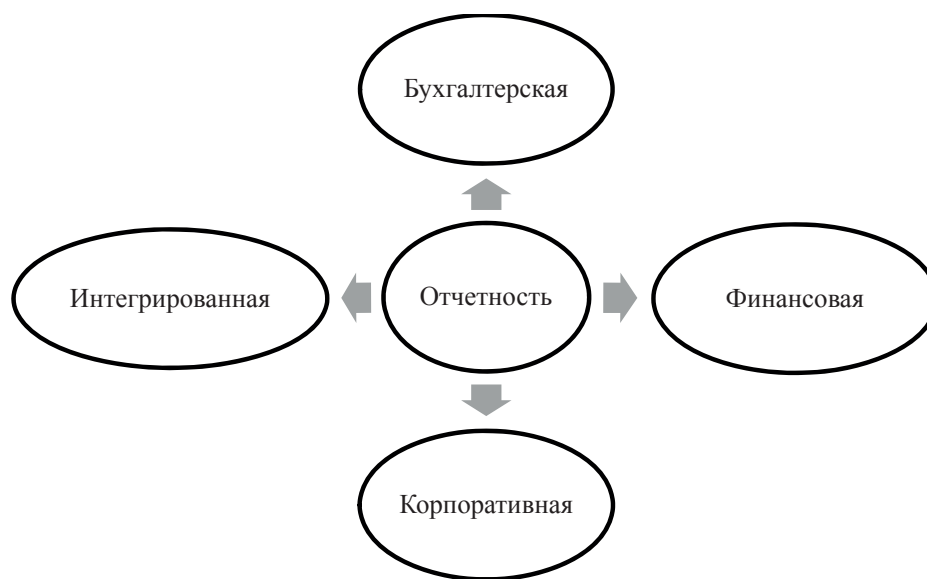 Бухгалтерская
Интегрированная
Отчетность
Финансовая
Корпоративная